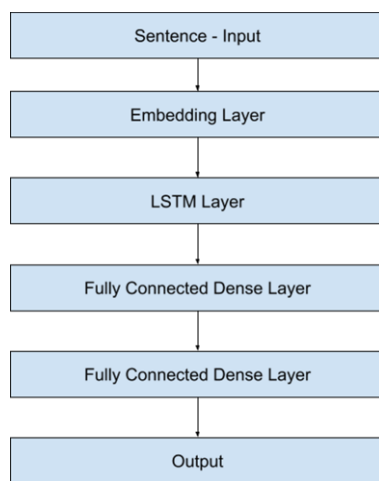 Sentence - Input
Embedding Layer
LSTM Layer
Fully Connected Dense Layer
Fully Connected Dense Layer
Output